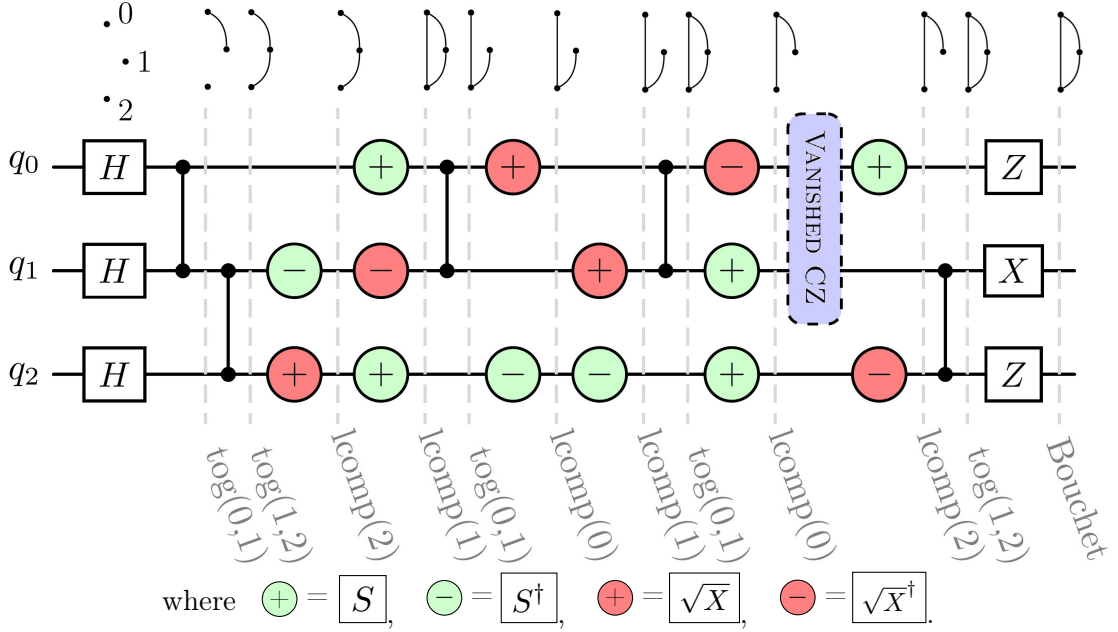 0
1
2
q0 H + + + − + Z
q1 H − − + + X
q2 H + + − − + − Z
VANISHED CZ
tog(0,1)
tog(1,2)
lcomp(2)
lcomp(1)
tog(0,1)
lcomp(0)
lcomp(1)
tog(0,1)
lcomp(0)
lcomp(2)
tog(1,2)
Bouchet
where + = S, − = S†, + = √X, − = √X†.